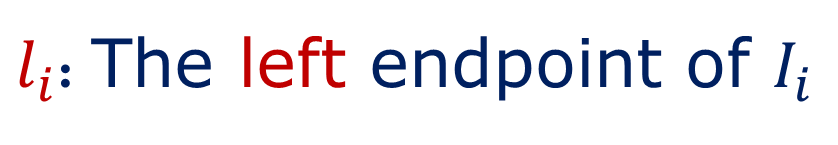 lᵢ: The left endpoint of Iᵢ